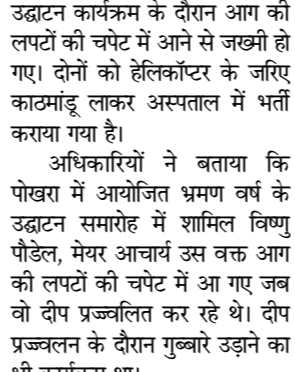 उद्घाटन कार्यक्रम के दौरान आग की
लपटों की चपेट में आने से जख्मी हो
गए। दोनों को हेलिकॉप्टर के जरिए
काठमांडू लाकर अस्पताल में भर्ती
कराया गया है।
अधिकारियों ने बताया कि
पोखरा में आयोजित भ्रमण वर्ष के
उद्घाटन समारोह में शामिल विष्णु
पौडेल, मेयर आचार्य उस वक्त आग
की लपटों की चपेट में आ गए जब
वो दीप प्रज्ज्वलित कर रहे थे। दीप
प्रज्ज्वलन के दौरान गुब्बारे उड़ाने का
भी कार्यक्रम था।